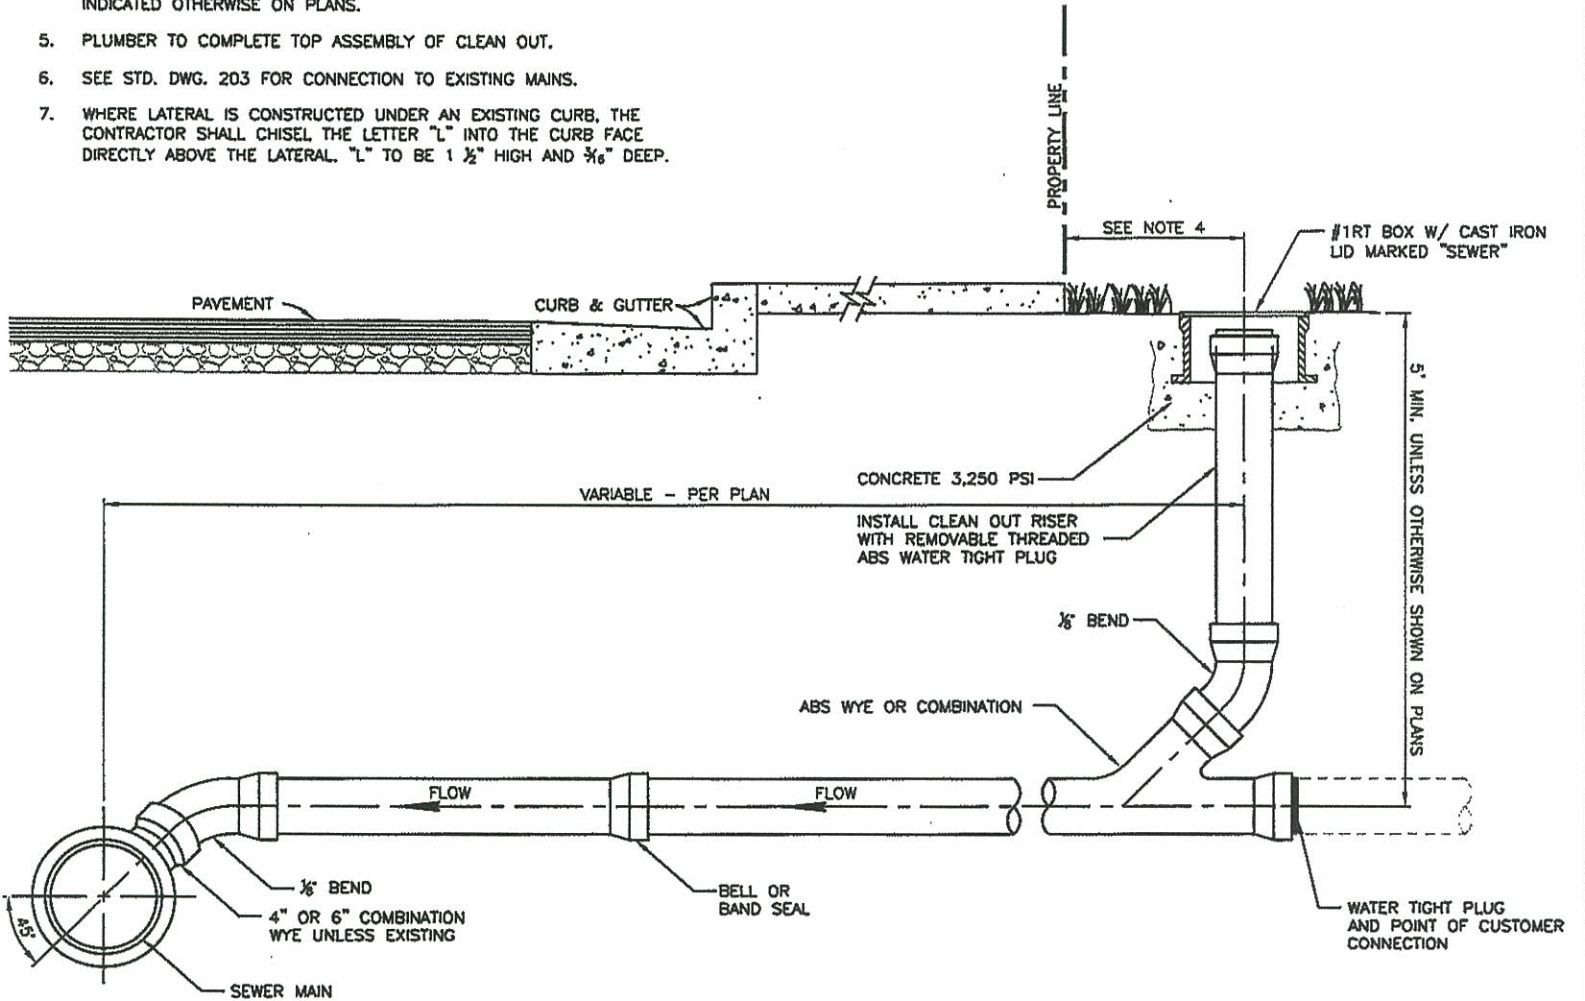 INDICATED OTHERWISE ON PLANS.
5. PLUMBER TO COMPLETE TOP ASSEMBLY OF CLEAN OUT.
6. SEE STD. DWG. 203 FOR CONNECTION TO EXISTING MAINS.
7. WHERE LATERAL IS CONSTRUCTED UNDER AN EXISTING CURB, THE
CONTRACTOR SHALL CHISEL THE LETTER "L" INTO THE CURB FACE
DIRECTLY ABOVE THE LATERAL. "L" TO BE 1 ½" HIGH AND 3/16" DEEP.
PROPERTY LINE
SEE NOTE 4
#1RT BOX W/ CAST IRON
LID MARKED "SEWER"
PAVEMENT
CURB & GUTTER
5' MIN. UNLESS OTHERWISE SHOWN ON PLANS
CONCRETE 3,250 PSI
VARIABLE - PER PLAN
INSTALL CLEAN OUT RISER
WITH REMOVABLE THREADED
ABS WATER TIGHT PLUG
⅛" BEND
ABS WYE OR COMBINATION
FLOW
FLOW
⅛" BEND
4" OR 6" COMBINATION
WYE UNLESS EXISTING
BELL OR
BAND SEAL
WATER TIGHT PLUG
AND POINT OF CUSTOMER
CONNECTION
45°
SEWER MAIN